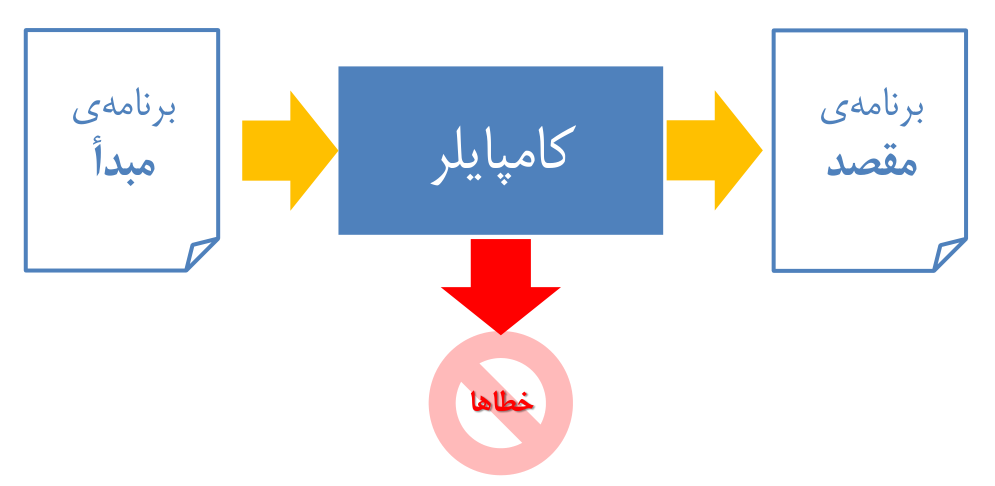 برنامه‌ی
مبدأ
کامپایلر
برنامه‌ی
مقصد
خطاها